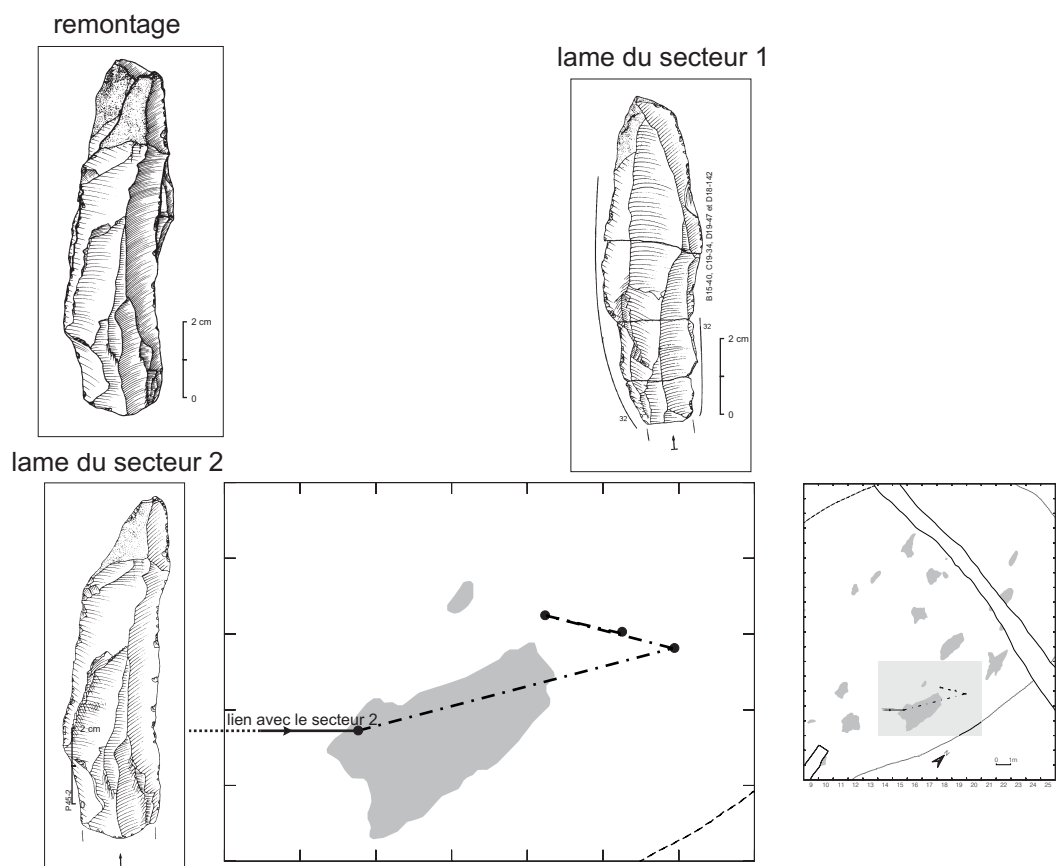 remontage
2 cm
0
lame du secteur 1
B15-40, C19-34, D19-47 et D18-142
32
2 cm
0
32
lame du secteur 2
2 cm
P45-2
lien avec le secteur 2
N
0 1m
9 10 11 12 13 14 15 16 17 18 19 20 21 22 23 24 25